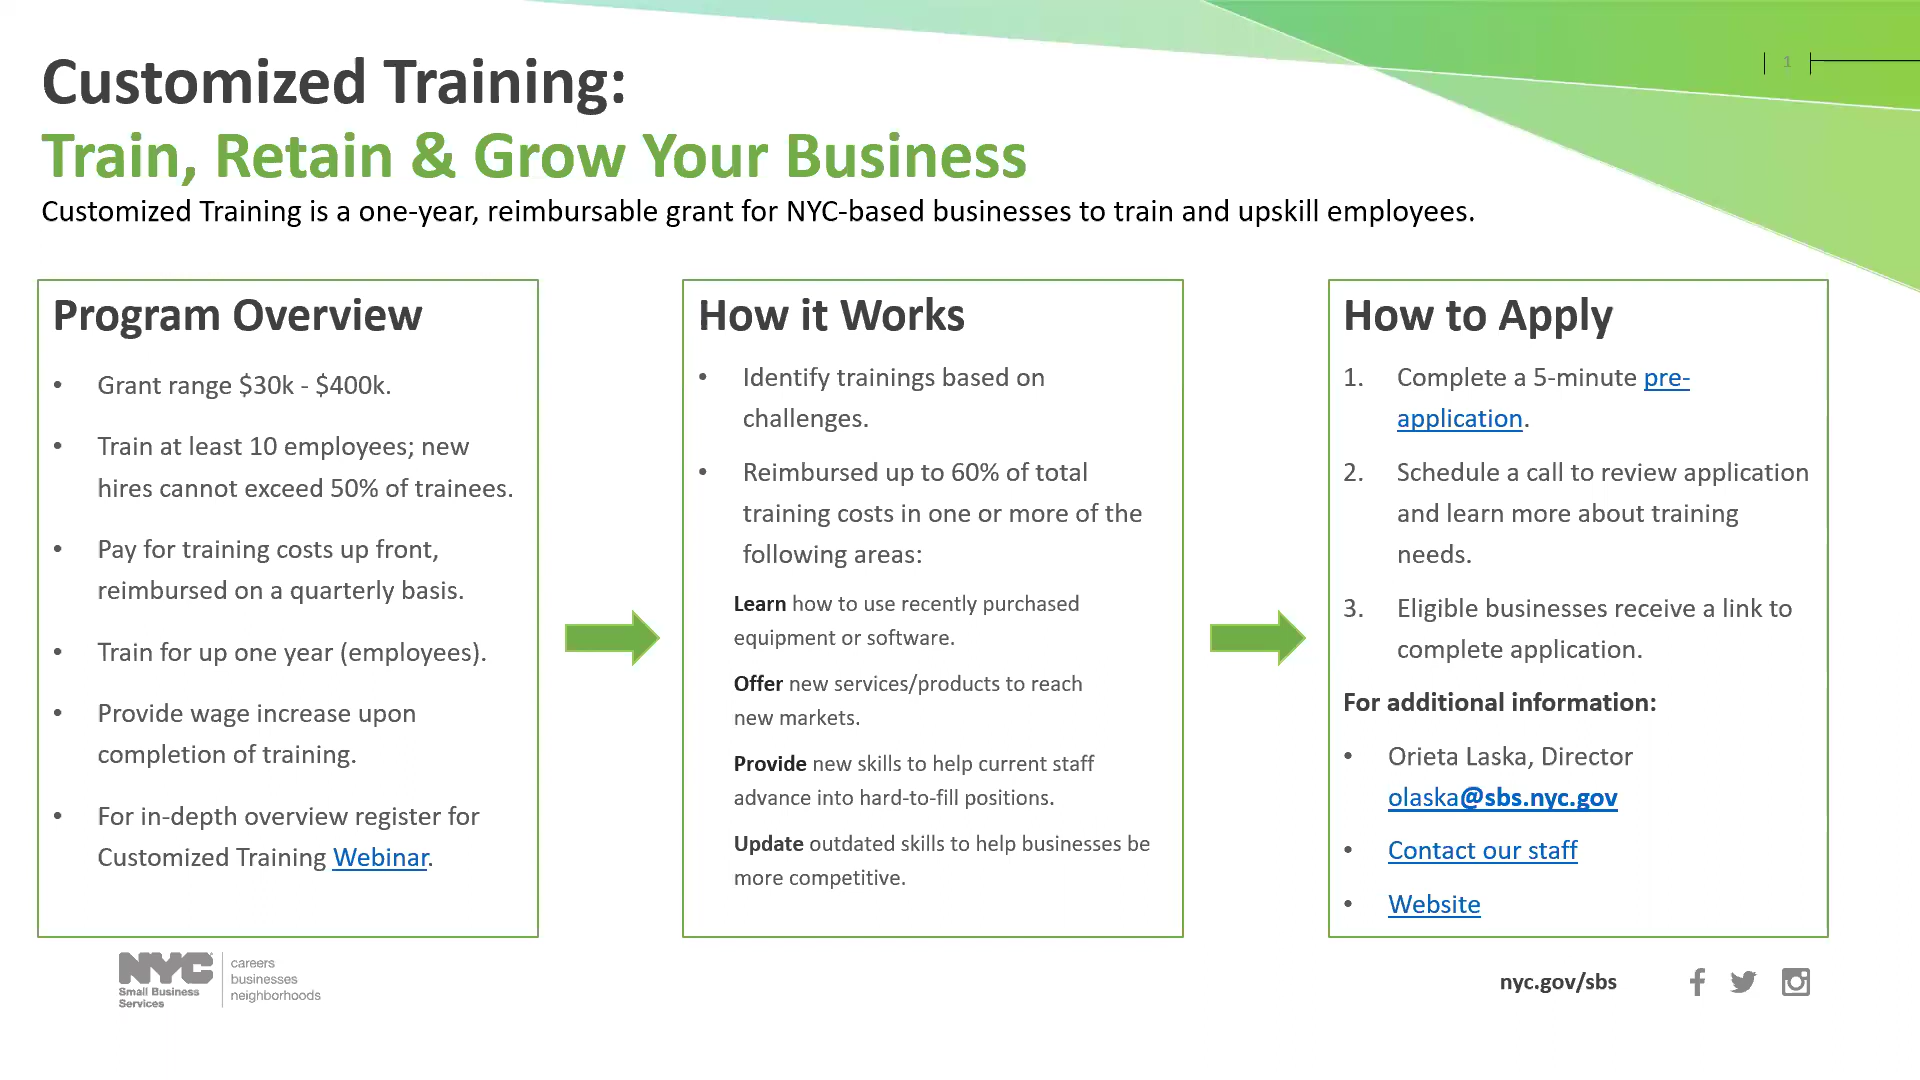 Customized Training:
Train, Retain & Grow Your Business
Customized Training is a one-year, reimbursable grant for NYC-based businesses to train and upskill employees.
1
Program Overview
• Grant range $30k - $400k.
• Train at least 10 employees; new
hires cannot exceed 50% of trainees.
• Pay for training costs up front,
reimbursed on a quarterly basis.
• Train for up one year (employees).
• Provide wage increase upon
completion of training.
• For in-depth overview register for
Customized Training Webinar.
How it Works
• Identify trainings based on
challenges.
• Reimbursed up to 60% of total
training costs in one or more of the
following areas:
Learn how to use recently purchased
equipment or software.
Offer new services/products to reach
new markets.
Provide new skills to help current staff
advance into hard-to-fill positions.
Update outdated skills to help businesses be
more competitive.
How to Apply
1. Complete a 5-minute pre-
application.
2. Schedule a call to review application
and learn more about training
needs.
3. Eligible businesses receive a link to
complete application.
For additional information:
• Orieta Laska, Director
olaska@sbs.nyc.gov
• Contact our staff
• Website
NYC
Small Business
Services
careers
businesses
neighborhoods
nyc.gov/sbs